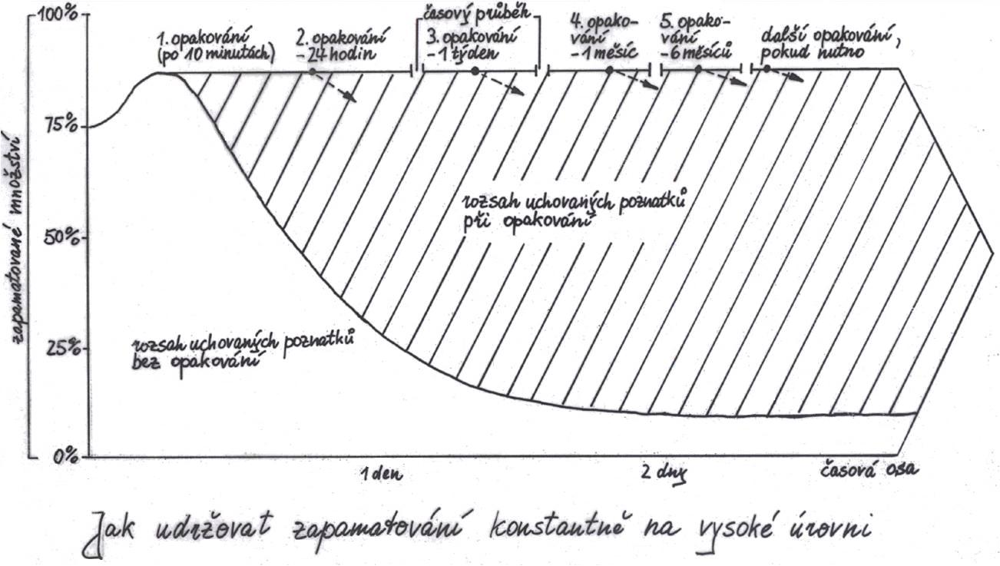 100%
75%
50%
25%
0%
zapamatované množství
1. opakování
(po 10 minutách)
2. opakování
-24 hodin
časový průběk
3. opakování
-1 týden
4. opako-
vání
-1 měsíc
5. opako-
vání
-6 měsíců
další opakování,
pokud nutno
rozsah uchovaných poznatků
při opakování
rozsah uchovaných poznatků
bez opakování
1 den
2 dny
časová osa
Jak udržovat zapamatování konstantně na vysoké úrovni